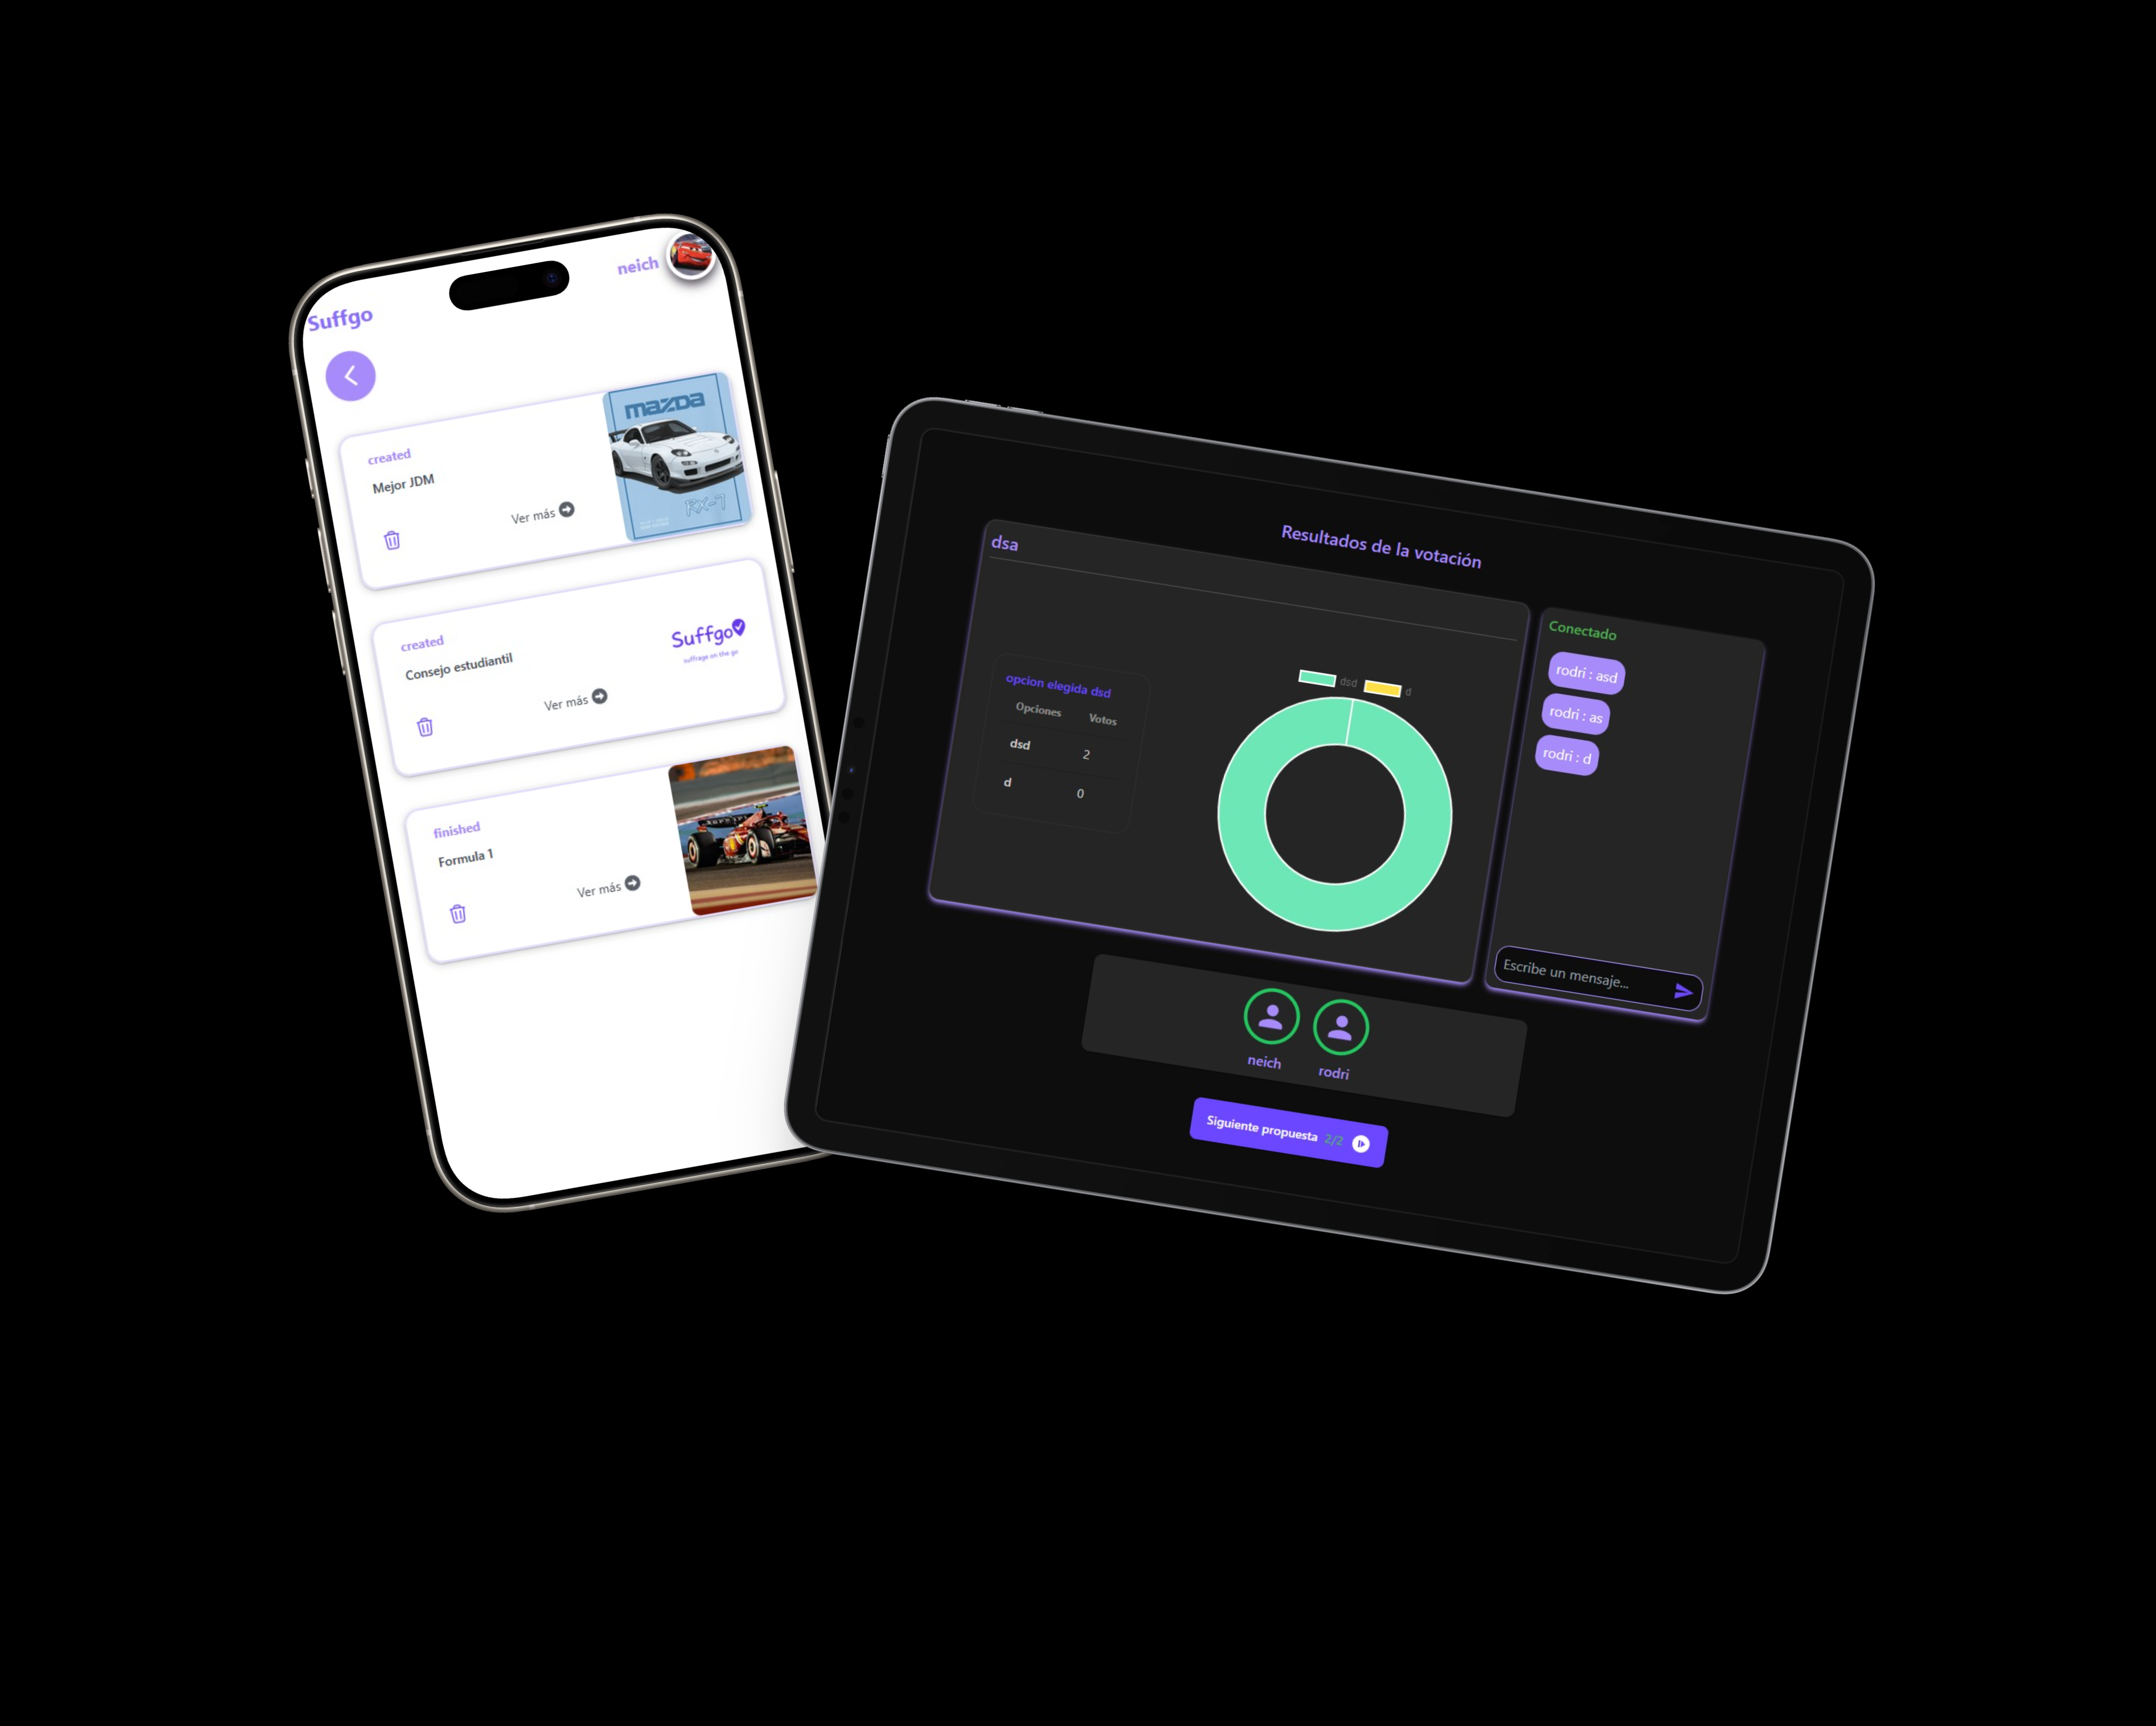 neich
Suffgo
created
Mejor JDM
Ver más
mazda
RX-7
created
Consejo estudiantil
Ver más
Suffgo
suffrage on the go
finished
Formula 1
Ver más
Resultados de la votación
dsa
opcion elegida dsd
Opciones Votos
dsd 2
d 0
dsd d
Conectado
rodri : asd
rodri : as
rodri : d
Escribe un mensaje...
neich rodri
Siguiente propuesta 2/2